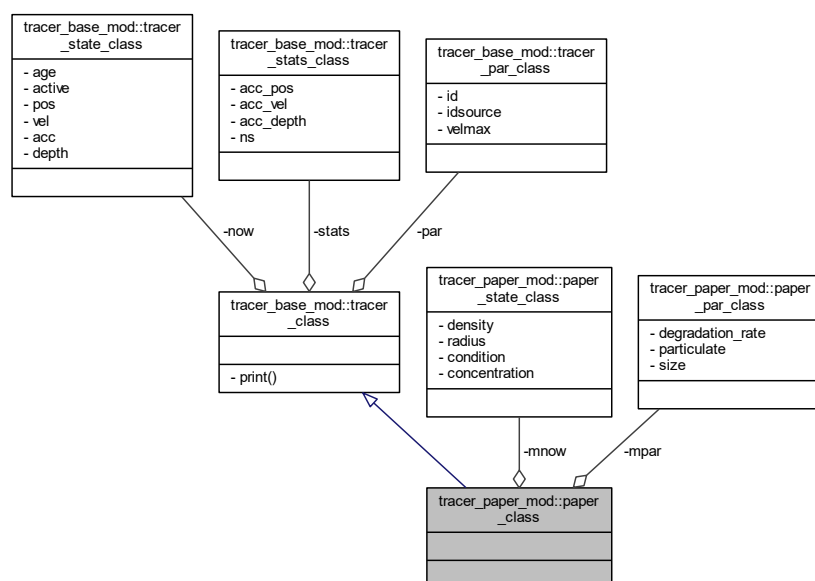 tracer_base_mod::tracer
_state_class
- age
- active
- pos
- vel
- acc
- depth
tracer_base_mod::tracer
_stats_class
- acc_pos
- acc_vel
- acc_depth
- ns
tracer_base_mod::tracer
_par_class
- id
- idsource
- velmax
-now
-stats
-par
tracer_base_mod::tracer
_class
- print()
tracer_paper_mod::paper
_state_class
- density
- radius
- condition
- concentration
tracer_paper_mod::paper
_par_class
- degradation_rate
- particulate
- size
-mnow
-mpar
tracer_paper_mod::paper
_class